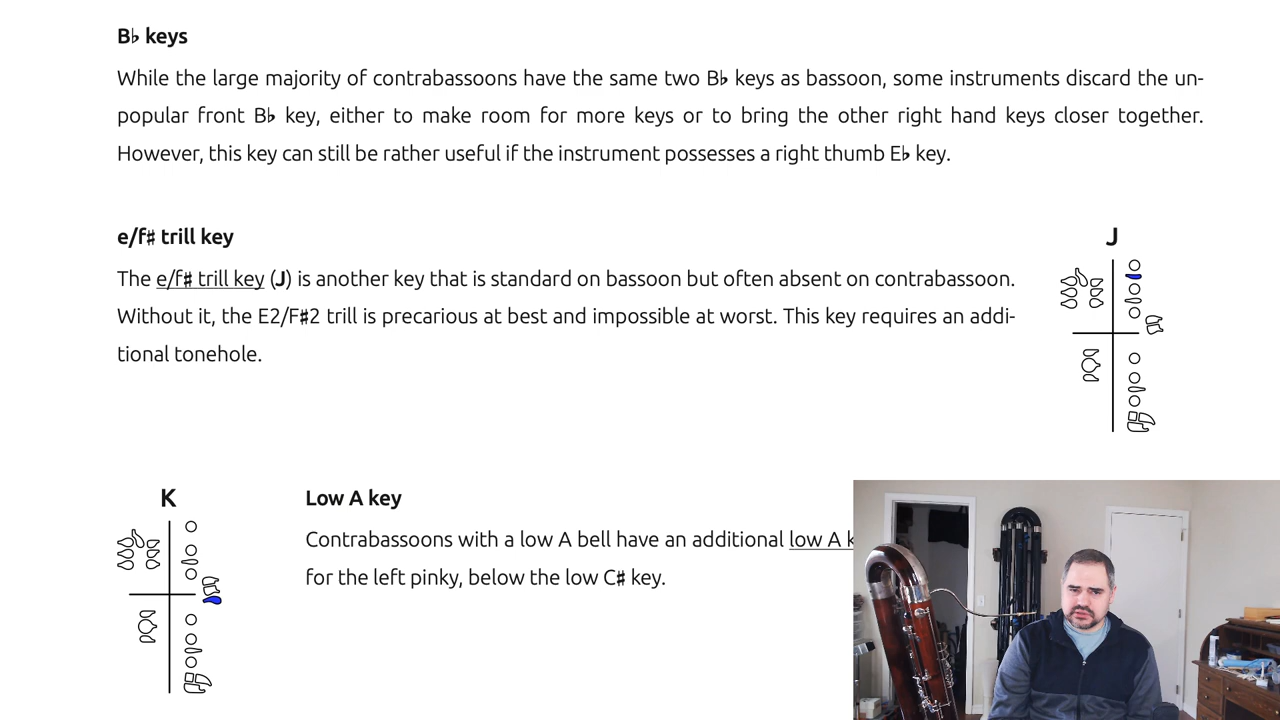 B♭ keys
While the large majority of contrabassoons have the same two B♭ keys as bassoon, some instruments discard the un-
popular front B♭ key, either to make room for more keys or to bring the other right hand keys closer together.
However, this key can still be rather useful if the instrument possesses a right thumb E♭ key.
e/f♯ trill key
The e/f♯ trill key (J) is another key that is standard on bassoon but often absent on contrabassoon.
Without it, the E2/F♯2 trill is precarious at best and impossible at worst. This key requires an addi-
tional tonehole.
J
K
Low A key
Contrabassoons with a low A bell have an additional low A k
for the left pinky, below the low C♯ key.